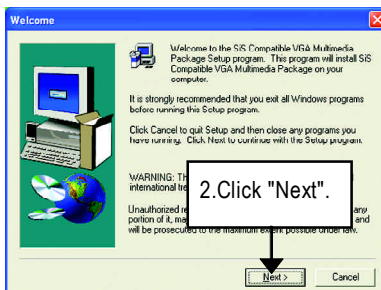 Welcome
Welcome to the SiS Compatible VGA Multimedia
Package Setup program. This program will install SiS
Compatible VGA Multimedia Package on your
computer.
It is strongly recommended that you exit all Windows programs
before running this Setup program.
Click Cancel to quit Setup and then close any programs you
have running. Click Next to continue with the Setup program.
WARNING: Th
international tre
2.Click "Next".
Unauthorized re any
portion of it, ma and
will be prosecuted to the maximum extent possible under law.
Next >
Cancel